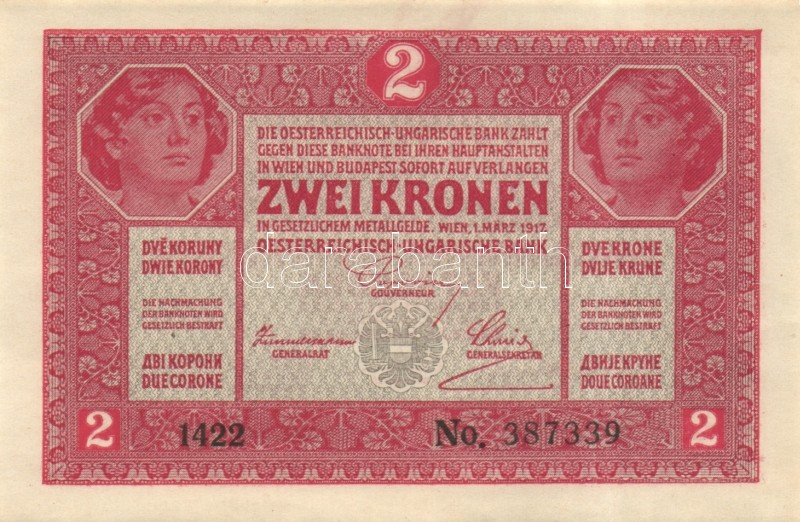 2
DIE OESTERREICHISCH-UNGARISCHE BANK ZAHLT
GEGEN DIESE BANKNOTE BEI IHREN HAUPTANSTALTEN
IN WIEN UND BUDAPEST SOFORT AUF VERLANGEN
ZWEI KRONEN
IN GESETZLICHEM METALLGELDE. WIEN, 1. MÄRZ 1917
OESTERREICHISCH-UNGARISCHE BANK
darabanth
GOUVERNEUR
Zimmermann
GENERALRAT
GENERALSEKRETÄR
DVĚ KORUNY
DWIE KORONY
DIE NACHMACHUNG
DER BANKNOTEN WIRD
GESETZLICH BESTRAFT
ДВІ КОРОНИ
DUE CORONE
DVE KRONE
DVIJE KRUNE
DIE NACHMACHUNG
DER BANKNOTEN WIRD
GESETZLICH BESTRAFT
ДВИЈЕ КРУНЕ
DOUE COROANE
2
1422
No. 387339
2